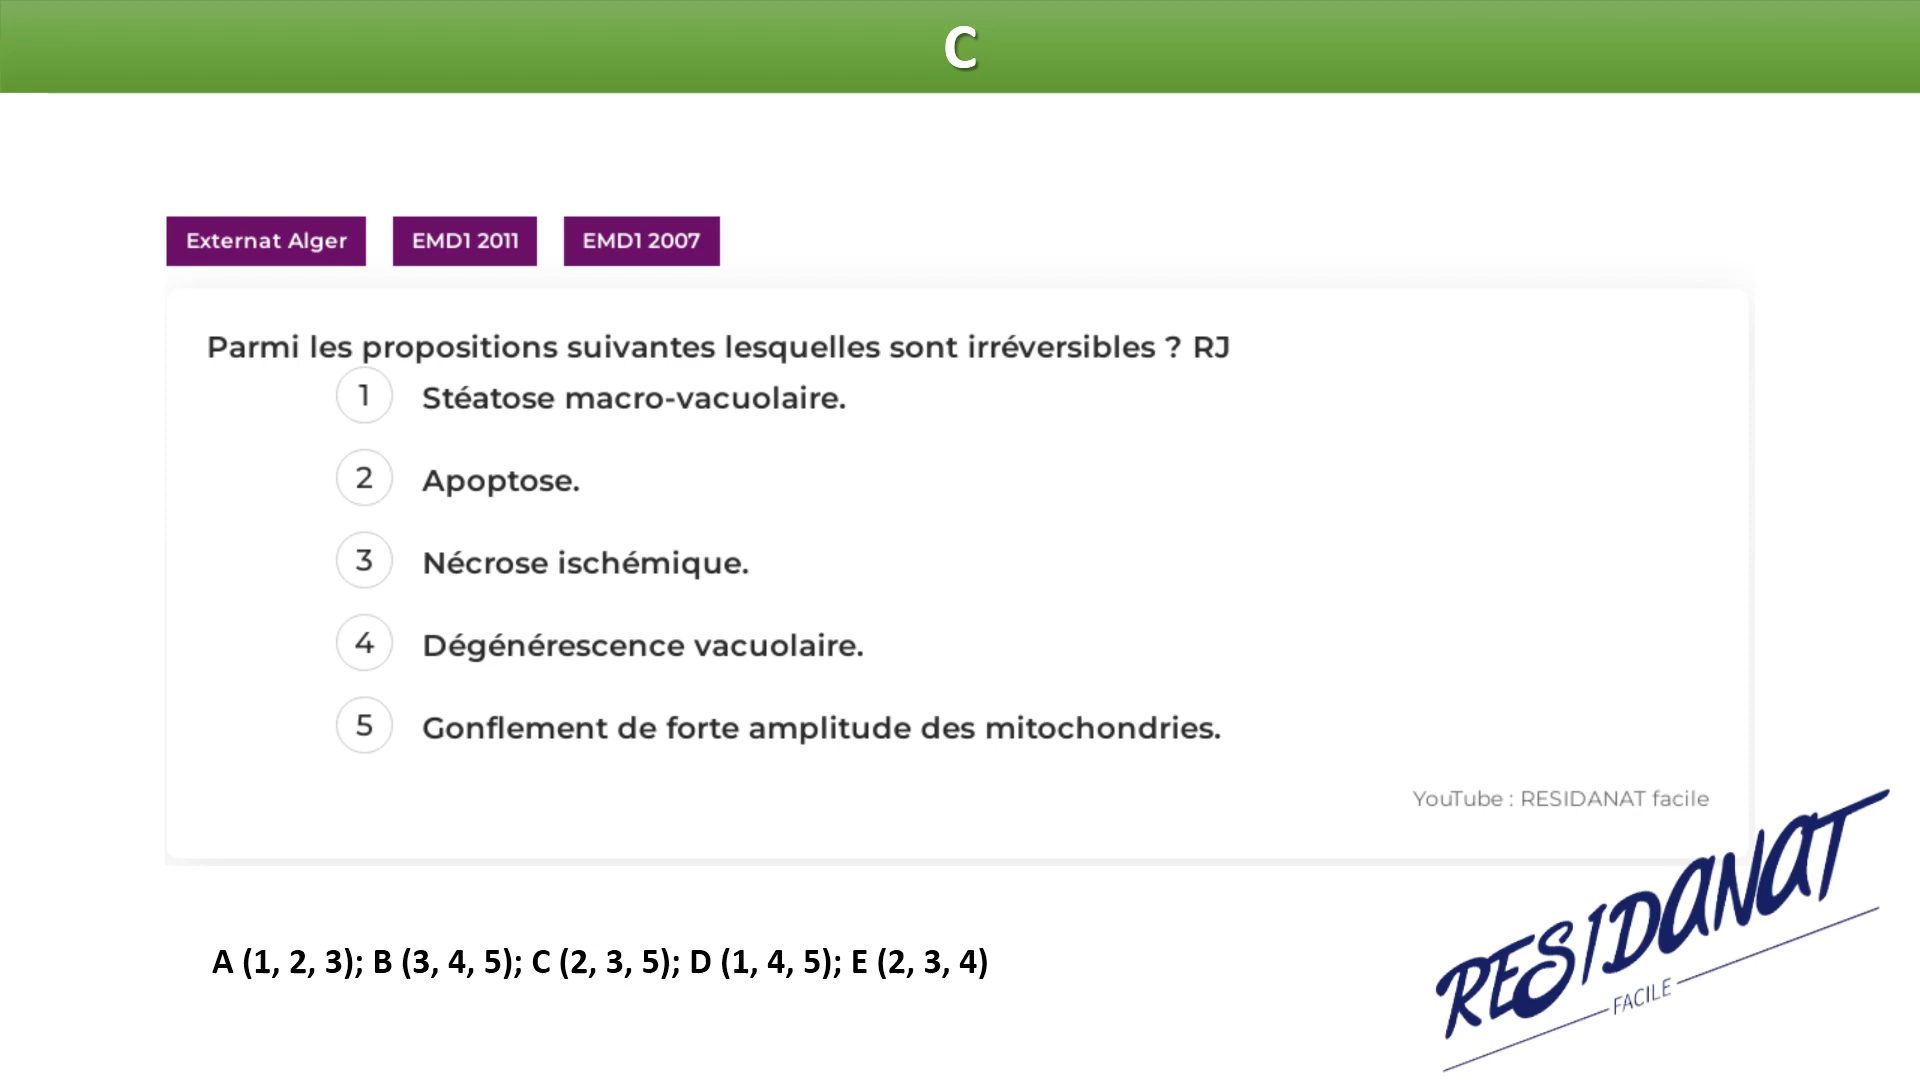 C
Externat Alger EMD1 2011 EMD1 2007
Parmi les propositions suivantes lesquelles sont irréversibles ? RJ
1 Stéatose macro-vacuolaire.
2 Apoptose.
3 Nécrose ischémique.
4 Dégénérescence vacuolaire.
5 Gonflement de forte amplitude des mitochondries.
YouTube : RESIDANAT facile
A (1, 2, 3); B (3, 4, 5); C (2, 3, 5); D (1, 4, 5); E (2, 3, 4)
RESIDANAT
FACILE